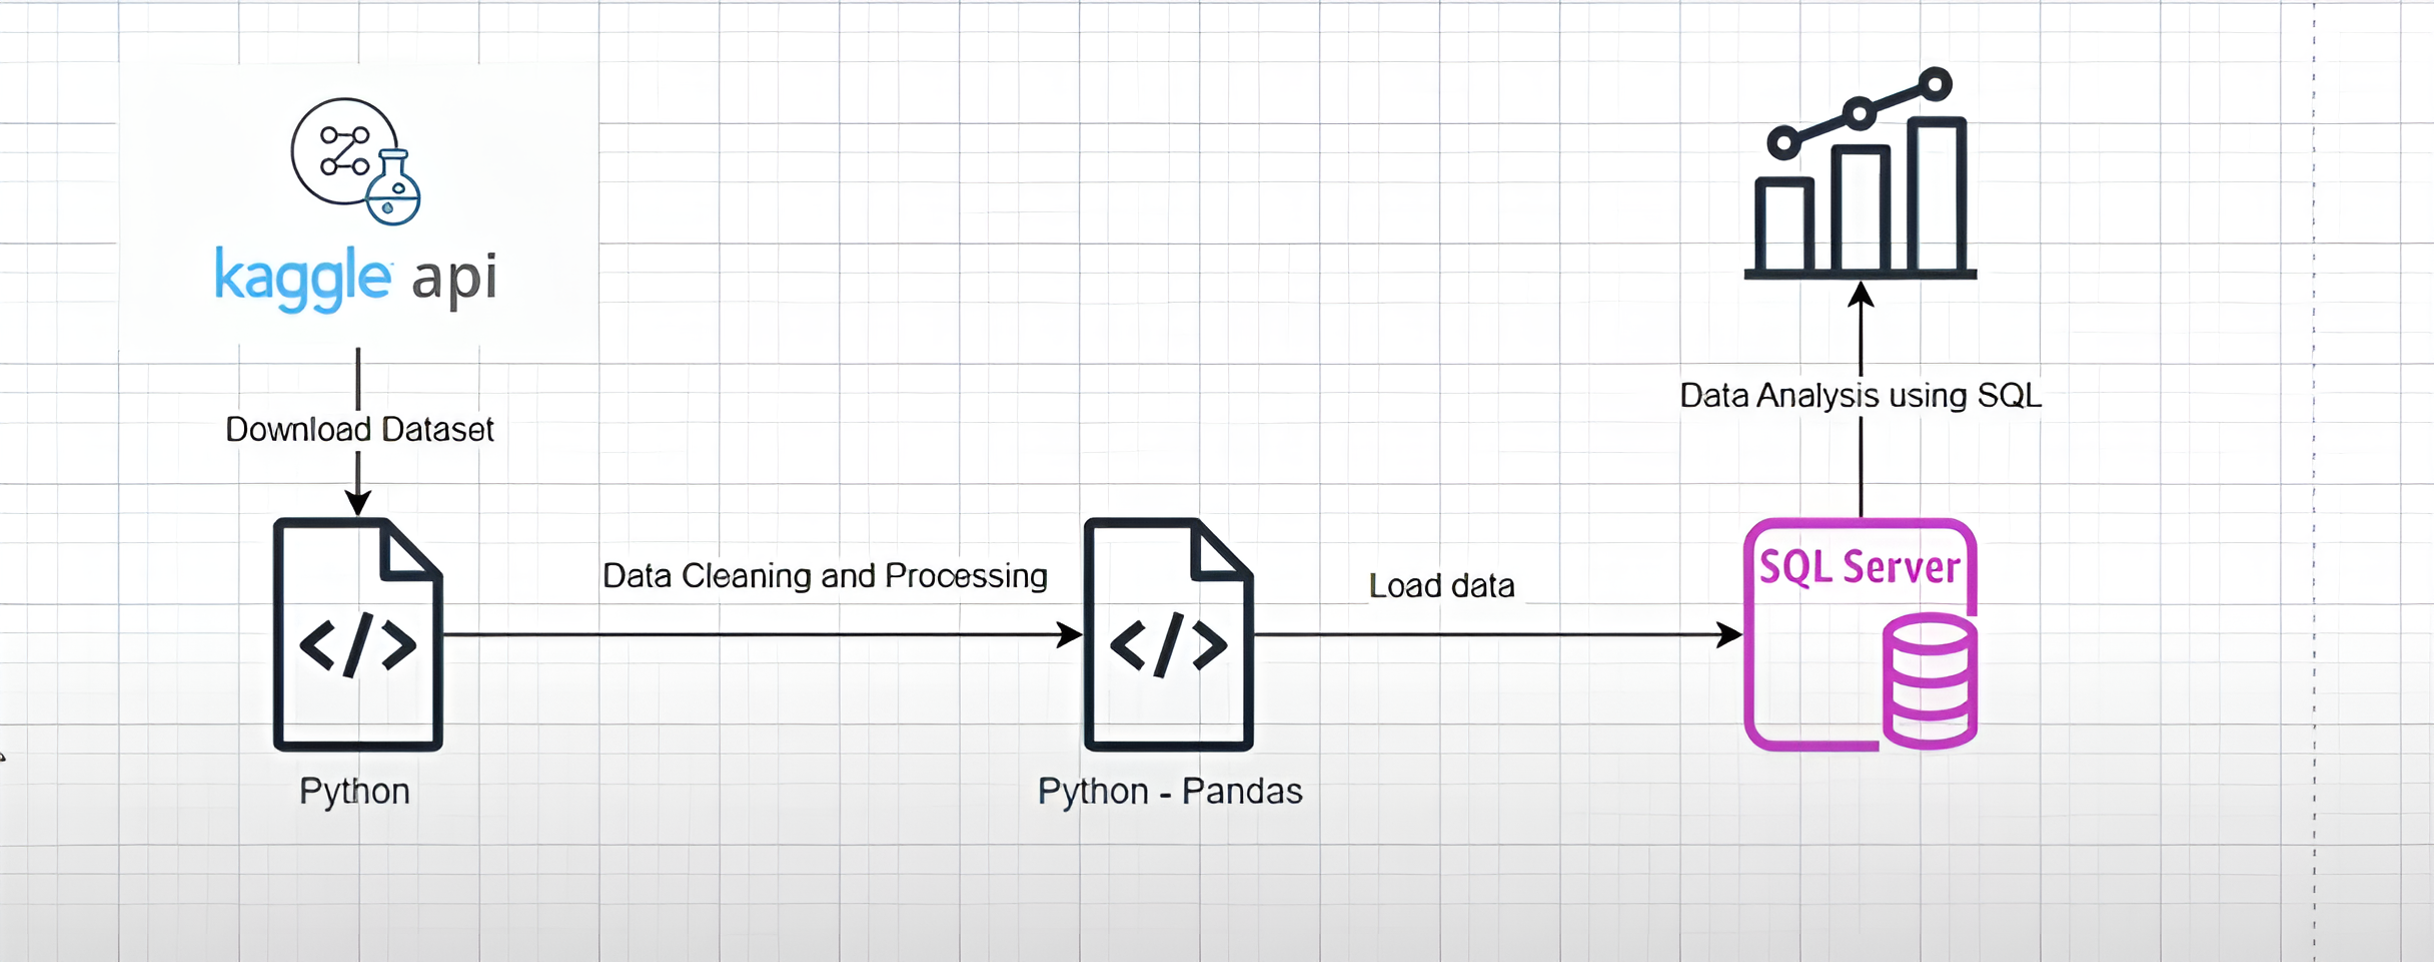 kaggle api
Download Dataset
Python
Data Cleaning and Processing
Python - Pandas
Load data
SQL Server
Data Analysis using SQL